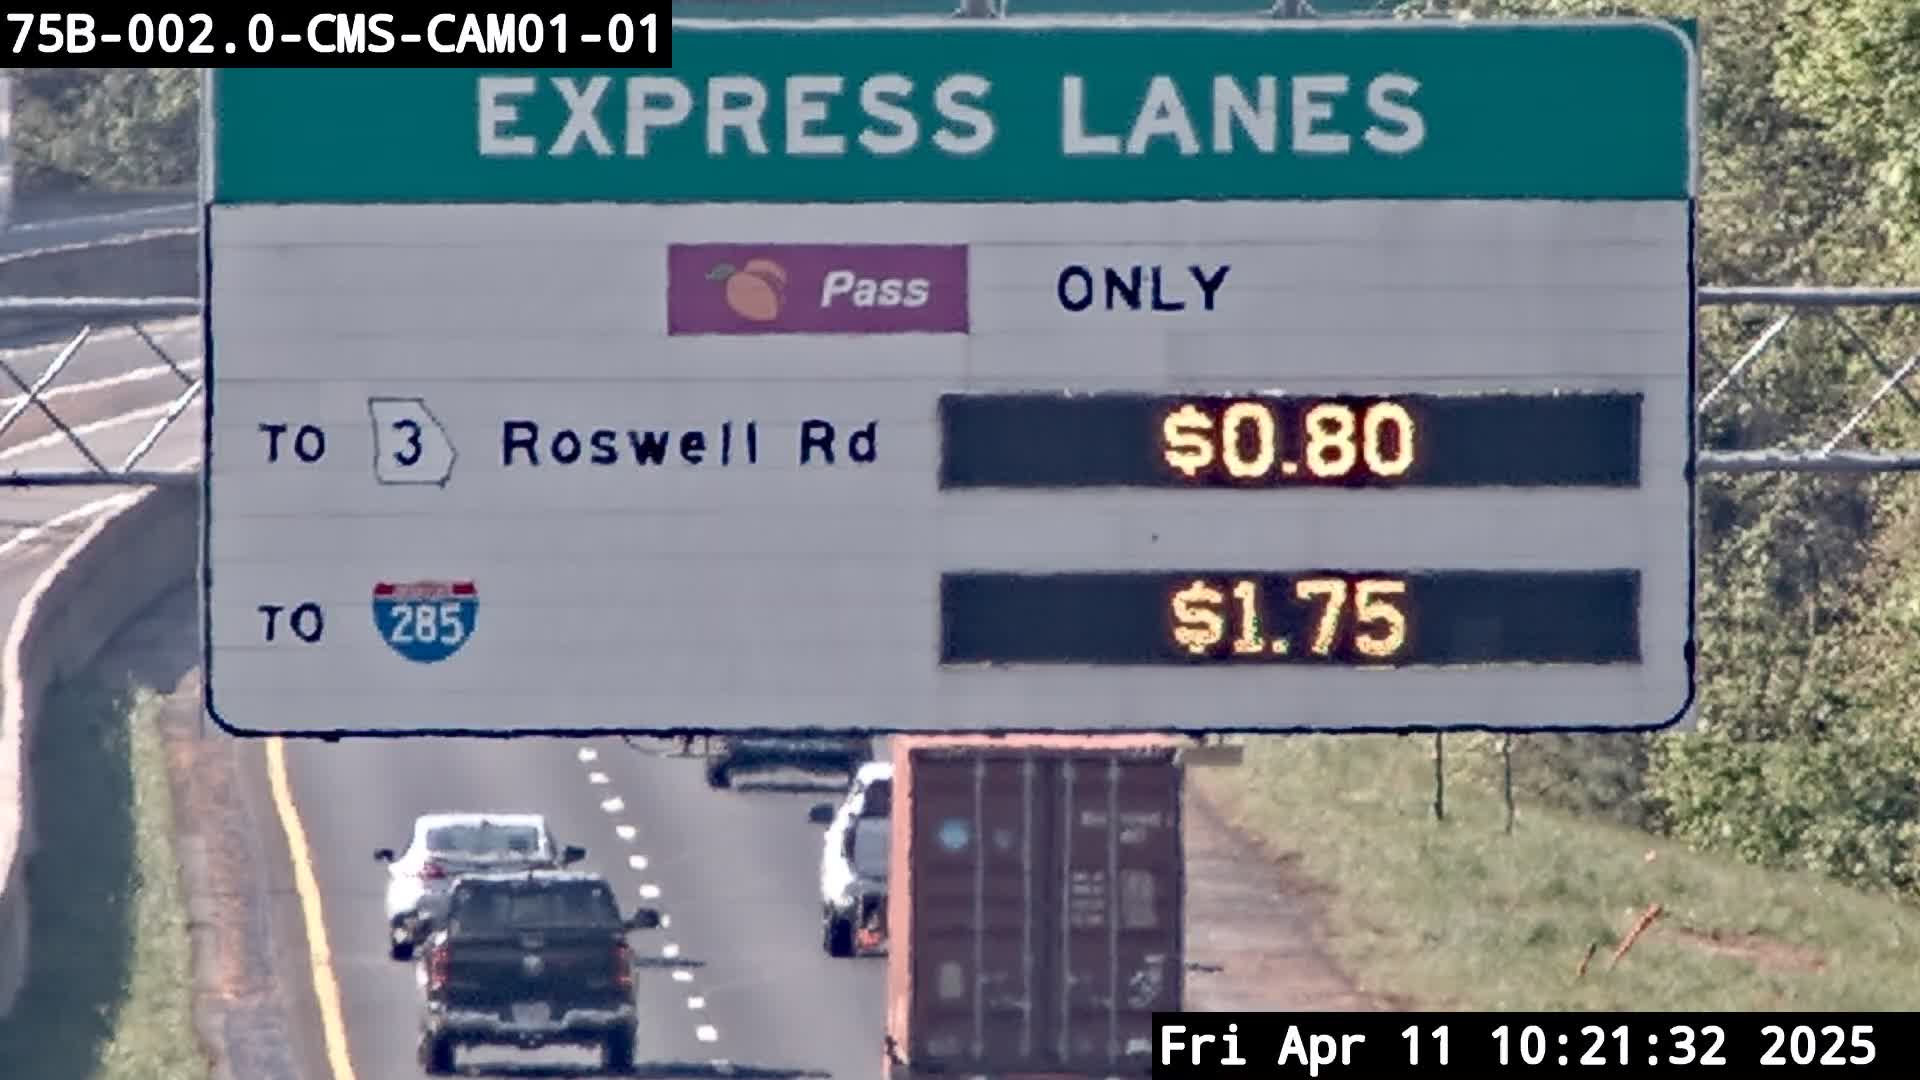 75B-002.0-CMS-CAM01-01
EXPRESS LANES
Pass ONLY
TO 3 Roswell Rd $0.80
TO 285 $1.75
Fri Apr 11 10:21:32 2025